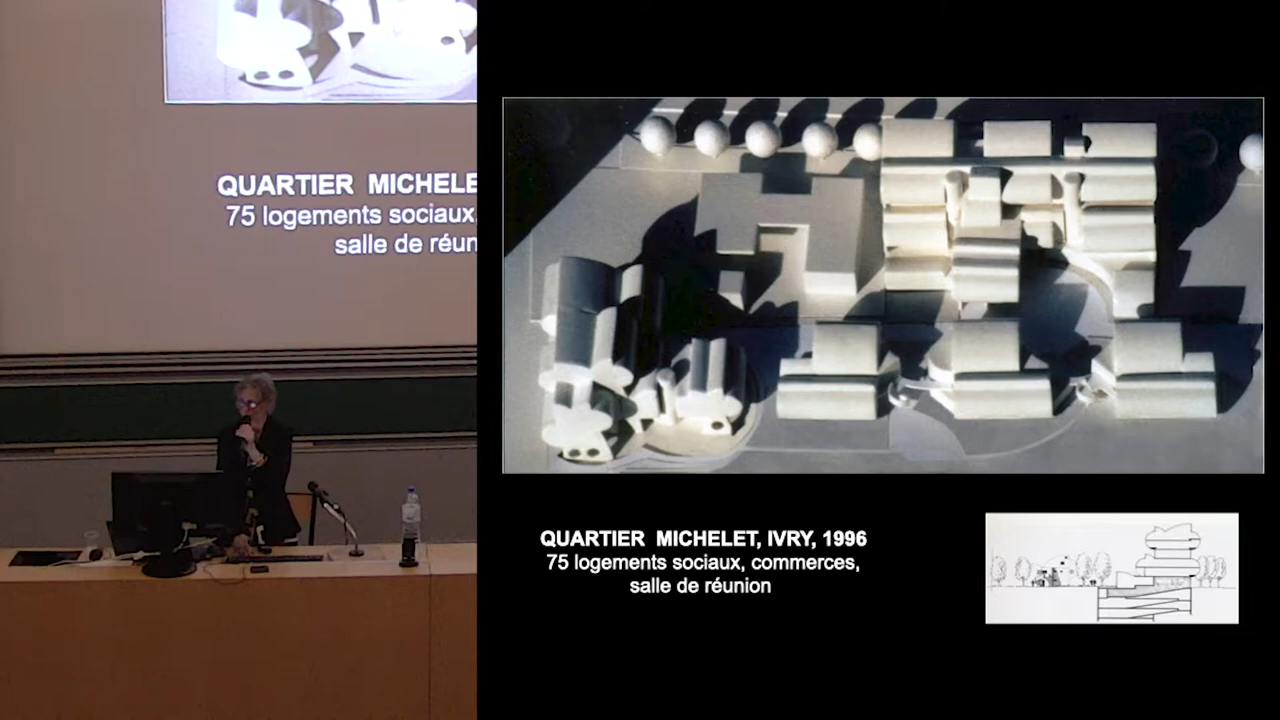 QUARTIER MICHELE
75 logements sociaux,
salle de réun
QUARTIER MICHELET, IVRY, 1996
75 logements sociaux, commerces,
salle de réunion